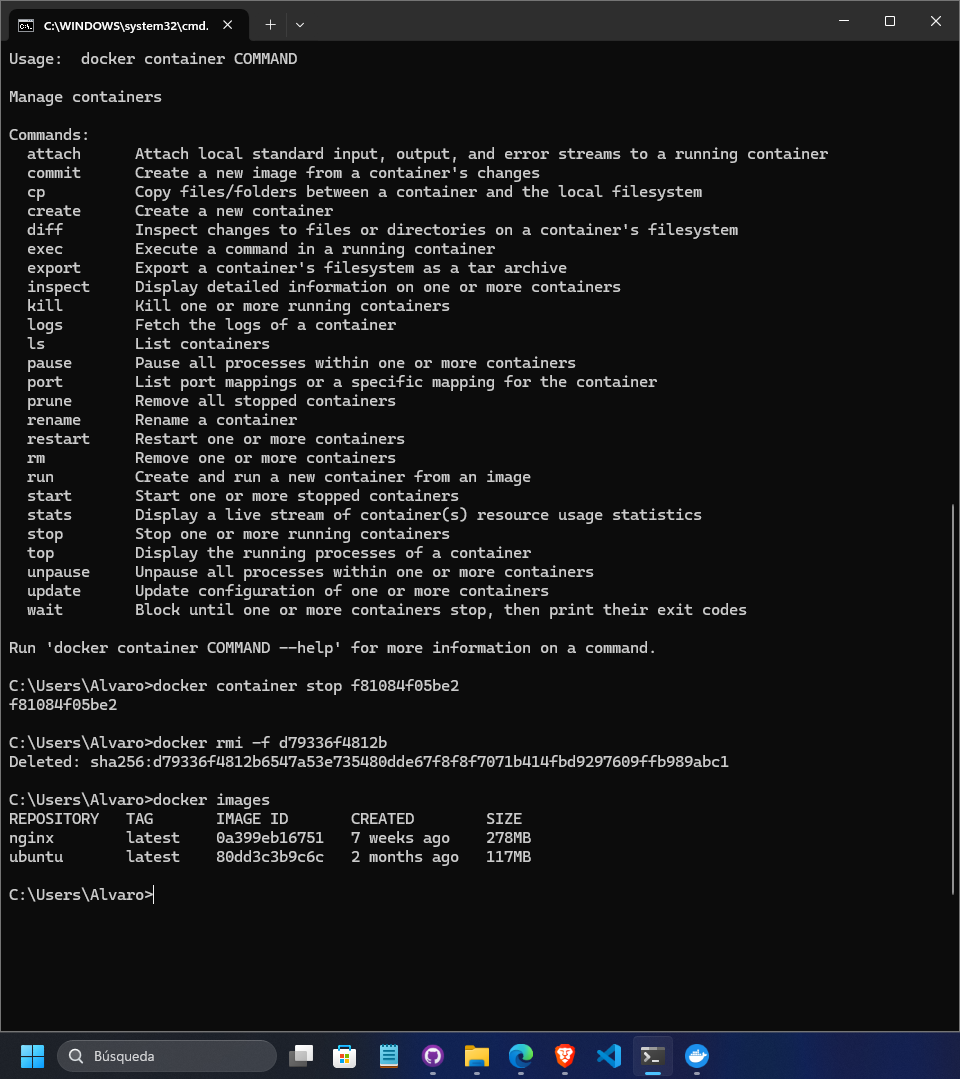 C:\WINDOWS\system32\cmd.
Usage:  docker container COMMAND
Manage containers
Commands:
  attach      Attach local standard input, output, and error streams to a running container
  commit      Create a new image from a container's changes
  cp          Copy files/folders between a container and the local filesystem
  create      Create a new container
  diff        Inspect changes to files or directories on a container's filesystem
  exec        Execute a command in a running container
  export      Export a container's filesystem as a tar archive
  inspect     Display detailed information on one or more containers
  kill        Kill one or more running containers
  logs        Fetch the logs of a container
  ls          List containers
  pause       Pause all processes within one or more containers
  port        List port mappings or a specific mapping for the container
  prune       Remove all stopped containers
  rename      Rename a container
  restart     Restart one or more containers
  rm          Remove one or more containers
  run         Create and run a new container from an image
  start       Start one or more stopped containers
  stats       Display a live stream of container(s) resource usage statistics
  stop        Stop one or more running containers
  top         Display the running processes of a container
  unpause     Unpause all processes within one or more containers
  update      Update configuration of one or more containers
  wait        Block until one or more containers stop, then print their exit codes
Run 'docker container COMMAND --help' for more information on a command.
C:\Users\Alvaro>docker container stop f81084f05be2
f81084f05be2
C:\Users\Alvaro>docker rmi -f d79336f4812b
Deleted: sha256:d79336f4812b6547a53e735480dde67f8f8f7071b414fbd9297609ffb989abc1
C:\Users\Alvaro>docker images
REPOSITORY   TAG       IMAGE ID       CREATED        SIZE
nginx        latest    0a399eb16751   7 weeks ago    278MB
ubuntu       latest    80dd3c3b9c6c   2 months ago   117MB
C:\Users\Alvaro>
Búsqueda